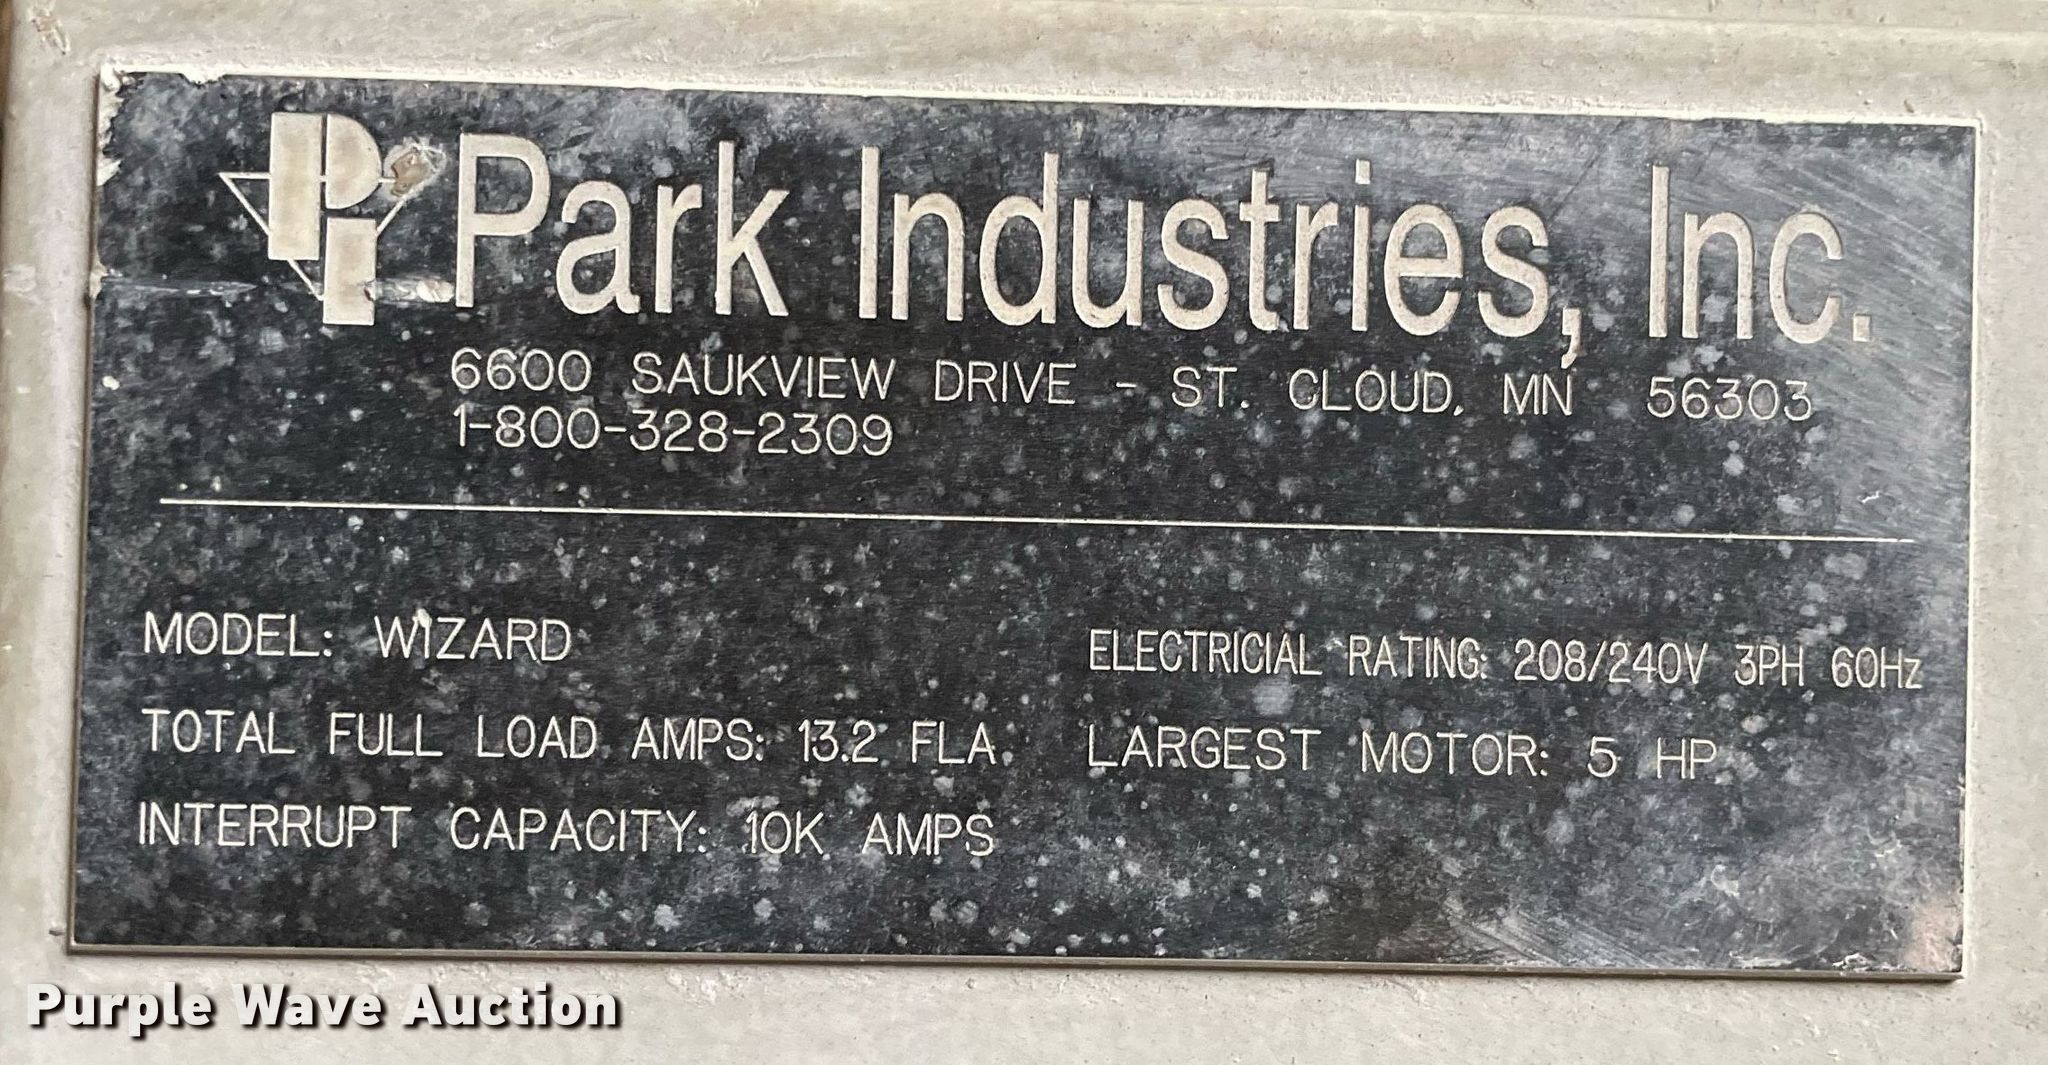 Pi Park Industries, Inc.
6600 SAUKVIEW DRIVE - ST. CLOUD, MN 56303
1-800-328-2309
MODEL: WIZARD
ELECTRICIAL RATING: 208/240V 3PH 60Hz
TOTAL FULL LOAD AMPS: 13.2 FLA
LARGEST MOTOR: 5 HP
INTERRUPT CAPACITY: 10K AMPS
Purple Wave Auction